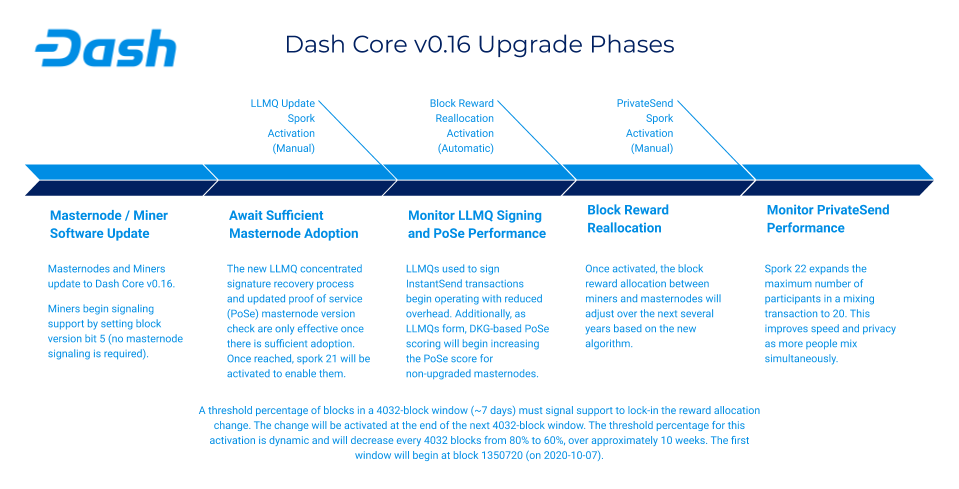 Dash
Dash Core v0.16 Upgrade Phases
LLMQ Update
Spork
Activation
(Manual)
Block Reward
Reallocation
Activation
(Automatic)
PrivateSend
Spork
Activation
(Manual)
Masternode / Miner
Software Update
Masternodes and Miners
update to Dash Core v0.16.
Miners begin signaling
support by setting block
version bit 5 (no masternode
signaling is required).
Await Sufficient
Masternode Adoption
The new LLMQ concentrated
signature recovery process
and updated proof of service
(PoSe) masternode version
check are only effective once
there is sufficient adoption.
Once reached, spork 21 will be
activated to enable them.
Monitor LLMQ Signing
and PoSe Performance
LLMQs used to sign
InstantSend transactions
begin operating with reduced
overhead. Additionally, as
LLMQs form, DKG-based PoSe
scoring will begin increasing
the PoSe score for
non-upgraded masternodes.
Block Reward
Reallocation
Once activated, the block
reward allocation between
miners and masternodes will
adjust over the next several
years based on the new
algorithm.
Monitor PrivateSend
Performance
Spork 22 expands the
maximum number of
participants in a mixing
transaction to 20. This
improves speed and privacy
as more people mix
simultaneously.
A threshold percentage of blocks in a 4032-block window (~7 days) must signal support to lock-in the reward allocation
change. The change will be activated at the end of the next 4032-block window. The threshold percentage for this
activation is dynamic and will decrease every 4032 blocks from 80% to 60%, over approximately 10 weeks. The first
window will begin at block 1350720 (on 2020-10-07).